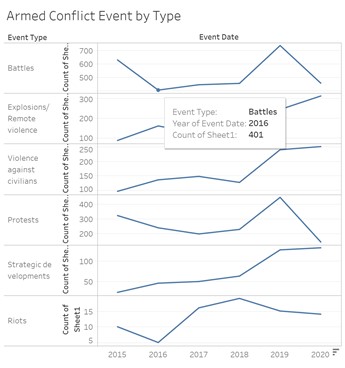 Armed Conflict Event by Type
Event Type
Event Date
Battles
Count of She..
700
600
500
Explosions/
Remote
violence
Count of She..
300
200
100
Event Type: Battles
Year of Event Date: 2016
Count of Sheet1: 401
Violence
against
civilians
Count of She..
250
200
150
100
Protests
Count of She..
400
300
200
Strategic de
velopments
Count of She..
100
50
Riots
Count of
Sheet1
15
10
5
2015 2016 2017 2018 2019 2020